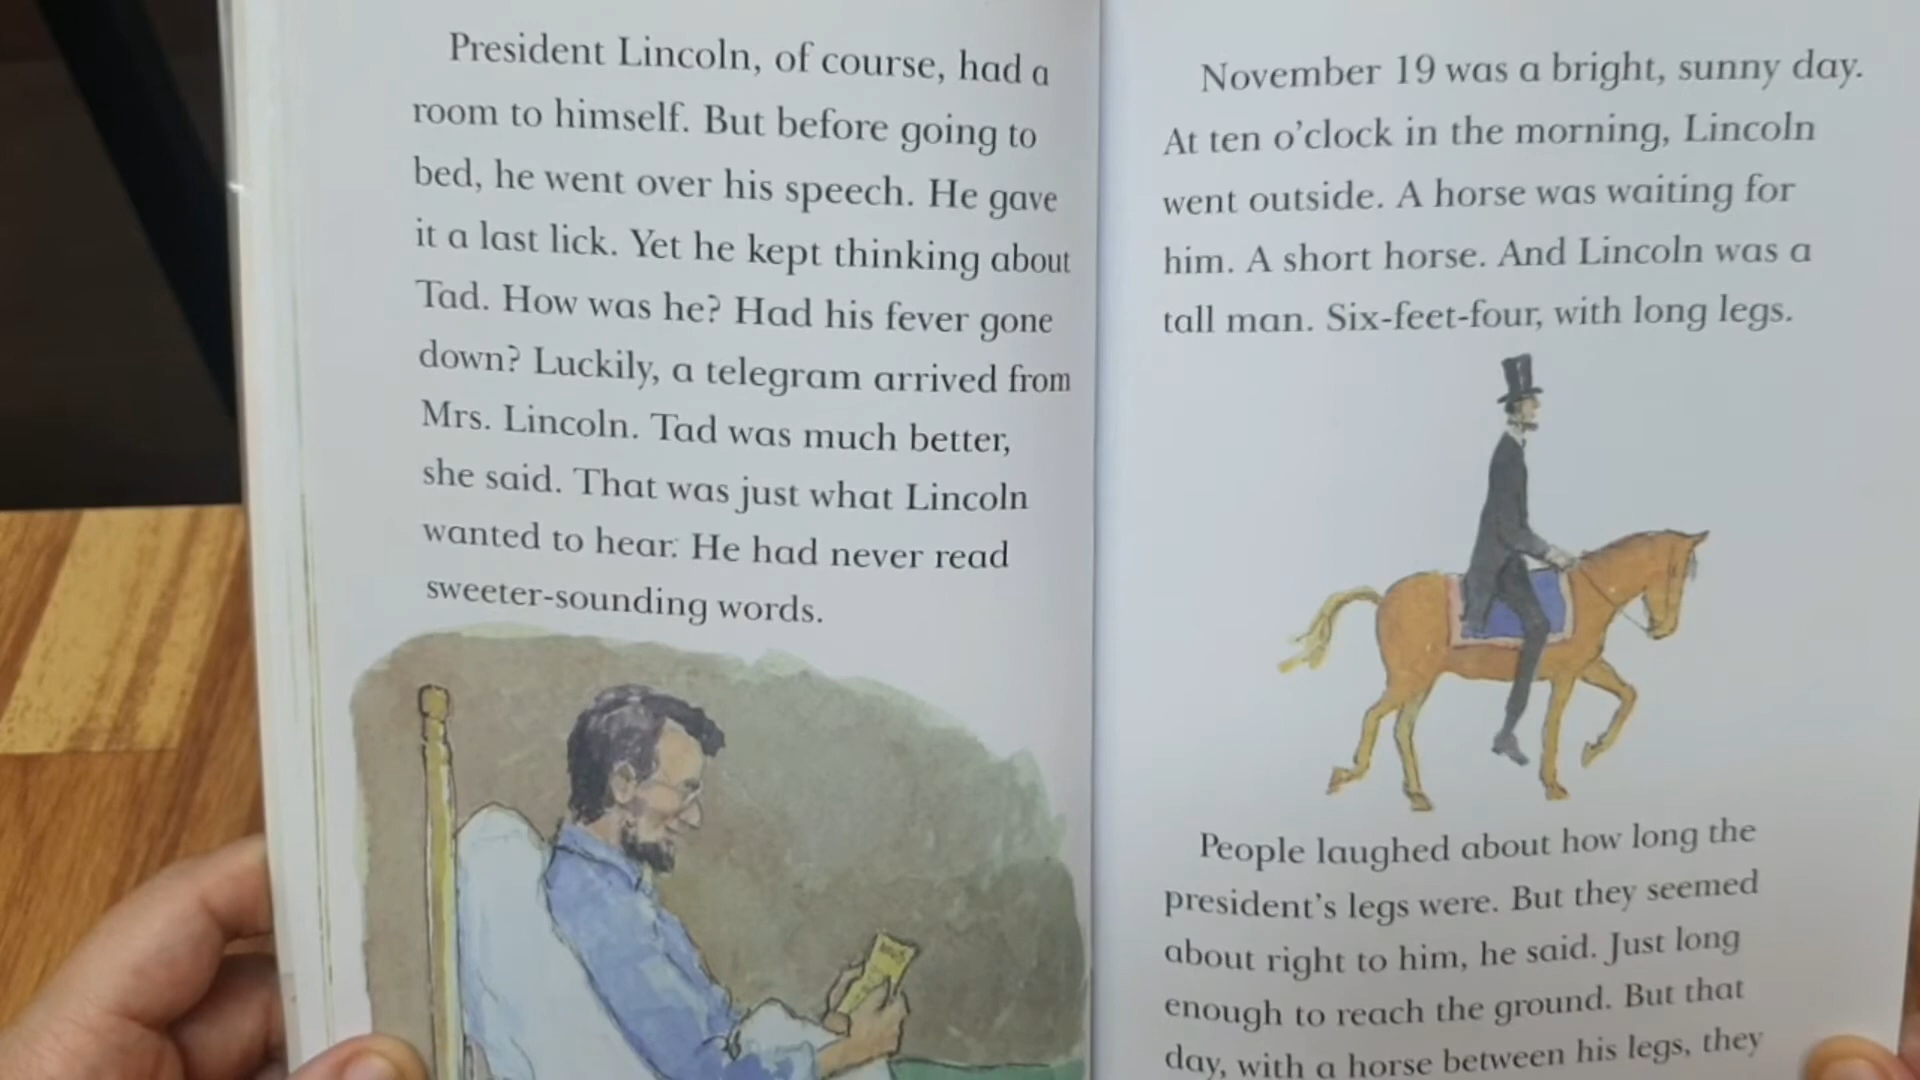 President Lincoln, of course, had a
room to himself. But before going to
bed, he went over his speech. He gave
it a last lick. Yet he kept thinking about
Tad. How was he? Had his fever gone
down? Luckily, a telegram arrived from
Mrs. Lincoln. Tad was much better,
she said. That was just what Lincoln
wanted to hear. He had never read
sweeter-sounding words.
November 19 was a bright, sunny day.
At ten o'clock in the morning, Lincoln
went outside. A horse was waiting for
him. A short horse. And Lincoln was a
tall man. Six-feet-four, with long legs.
People laughed about how long the
president's legs were. But they seemed
about right to him, he said. Just long
enough to reach the ground. But that
day, with a horse between his legs, they